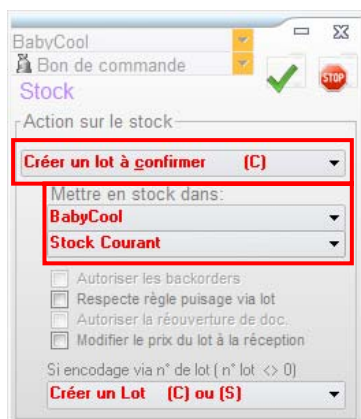 BabyCool
Bon de commande
STOP
Stock
Action sur le stock
Créer un lot à confirmer (C)
Mettre en stock dans:
BabyCool
Stock Courant
Autoriser les backorders
Respecte règle puisage via lot
Autoriser la réouverture de doc.
Modifier le prix du lot à la réception
Si encodage via n° de lot ( n° lot <> 0)
Créer un Lot (C) ou (S)